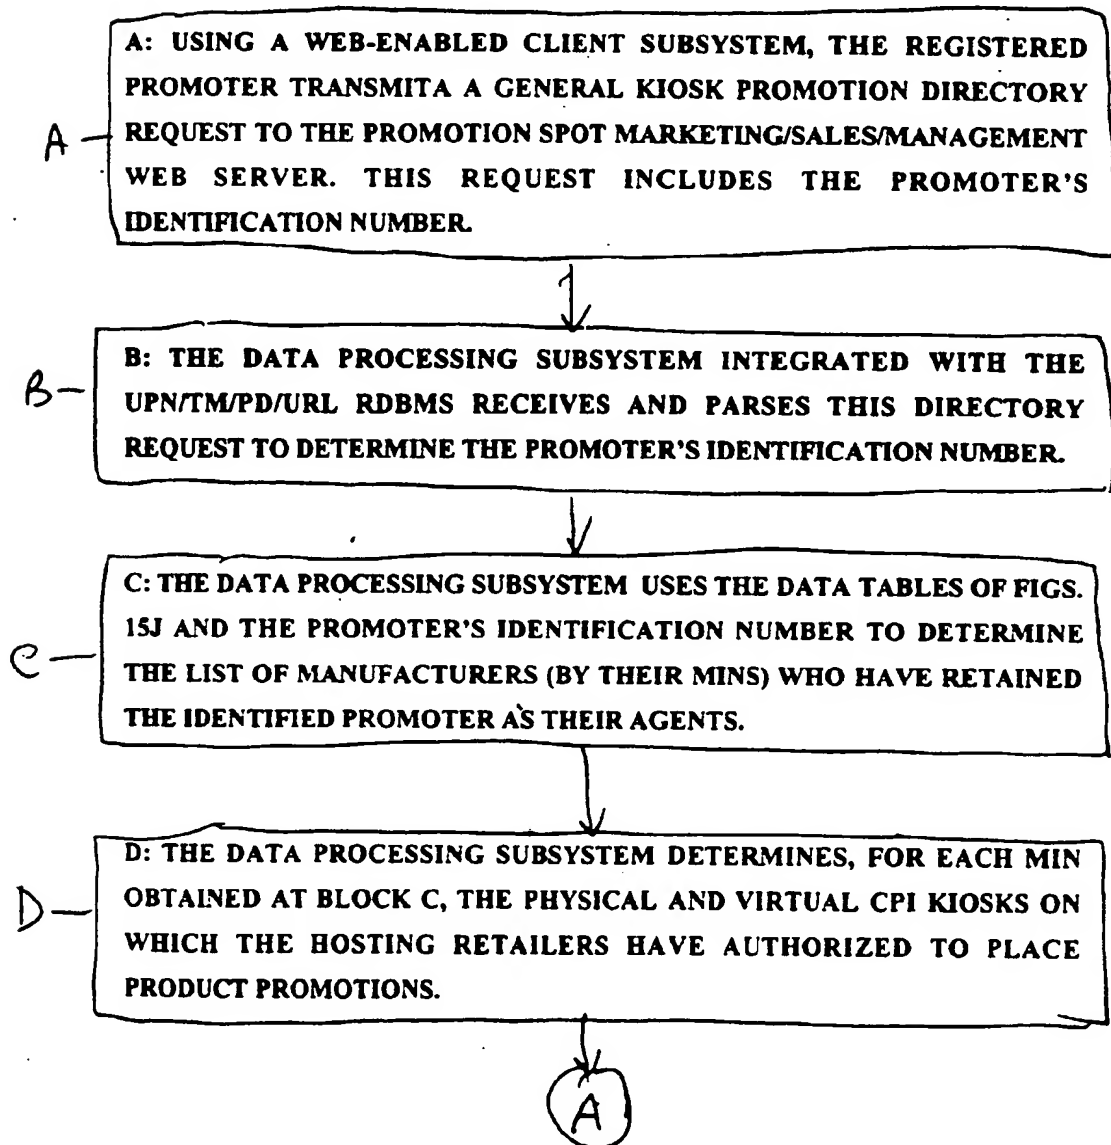 A: USING A WEB-ENABLED CLIENT SUBSYSTEM, THE REGISTERED
PROMOTER TRANSMITA A GENERAL KIOSK PROMOTION DIRECTORY
A
REQUEST TO THE PROMOTION SPOT MARKETING/SALES/MANAGEMENT
WEB SERVER. THIS REQUEST INCLUDES THE PROMOTER'S
IDENTIFICATION NUMBER.
B: THE DATA PROCESSING SUBSYSTEM INTEGRATED WITH THE
B
UPN/TM/PD/URL RDBMS RECEIVES AND PARSES THIS DIRECTORY
REQUEST TO DETERMINE THE PROMOTER'S IDENTIFICATION NUMBER.
C: THE DATA PROCESSING SUBSYSTEM USES THE DATA TABLES OF FIGS.
15J AND THE PROMOTER'S IDENTIFICATION NUMBER TO DETERMINE
C
THE LIST OF MANUFACTURERS (BY THEIR MINS) WHO HAVE RETAINED
THE IDENTIFIED PROMOTER AS THEIR AGENTS.
D: THE DATA PROCESSING SUBSYSTEM DETERMINES, FOR EACH MIN
D
OBTAINED AT BLOCK C, THE PHYSICAL AND VIRTUAL CPI KIOSKS ON
WHICH THE HOSTING RETAILERS HAVE AUTHORIZED TO PLACE
PRODUCT PROMOTIONS.
A